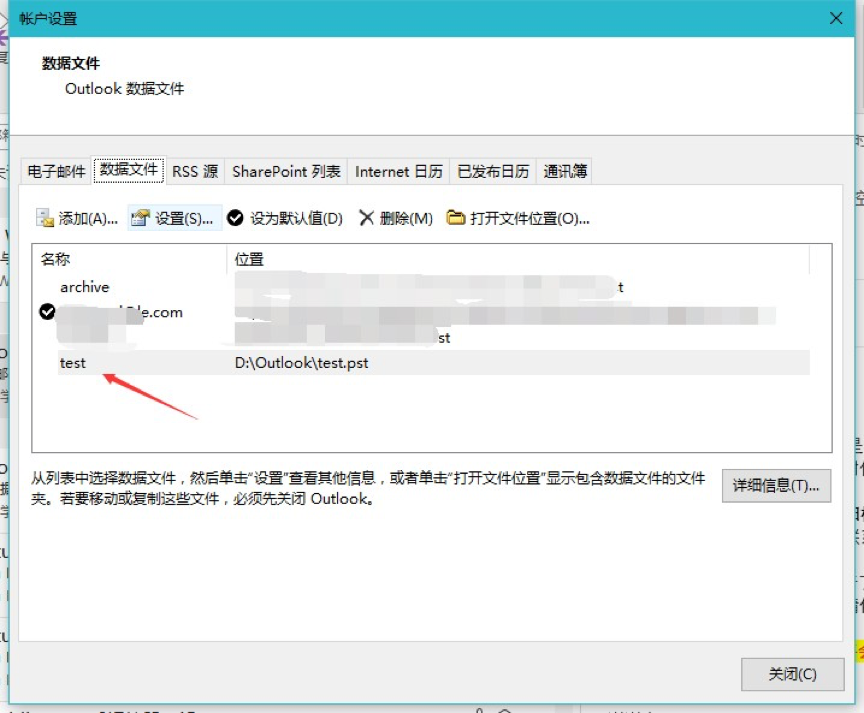 帐户设置
数据文件
Outlook 数据文件
电子邮件 数据文件 RSS 源 SharePoint 列表 Internet 日历 已发布日历 通讯簿
添加(A)... 设置(S)... 设为默认值(D) 删除(M) 打开文件位置(O)...
名称 位置
archive t
le.com
st
test D:\Outlook\test.pst
从列表中选择数据文件，然后单击“设置”查看其他信息，或者单击“打开文件位置”显示包含数据文件的文件
夹。若要移动或复制这些文件，必须先关闭 Outlook。
详细信息(T)...
关闭(C)